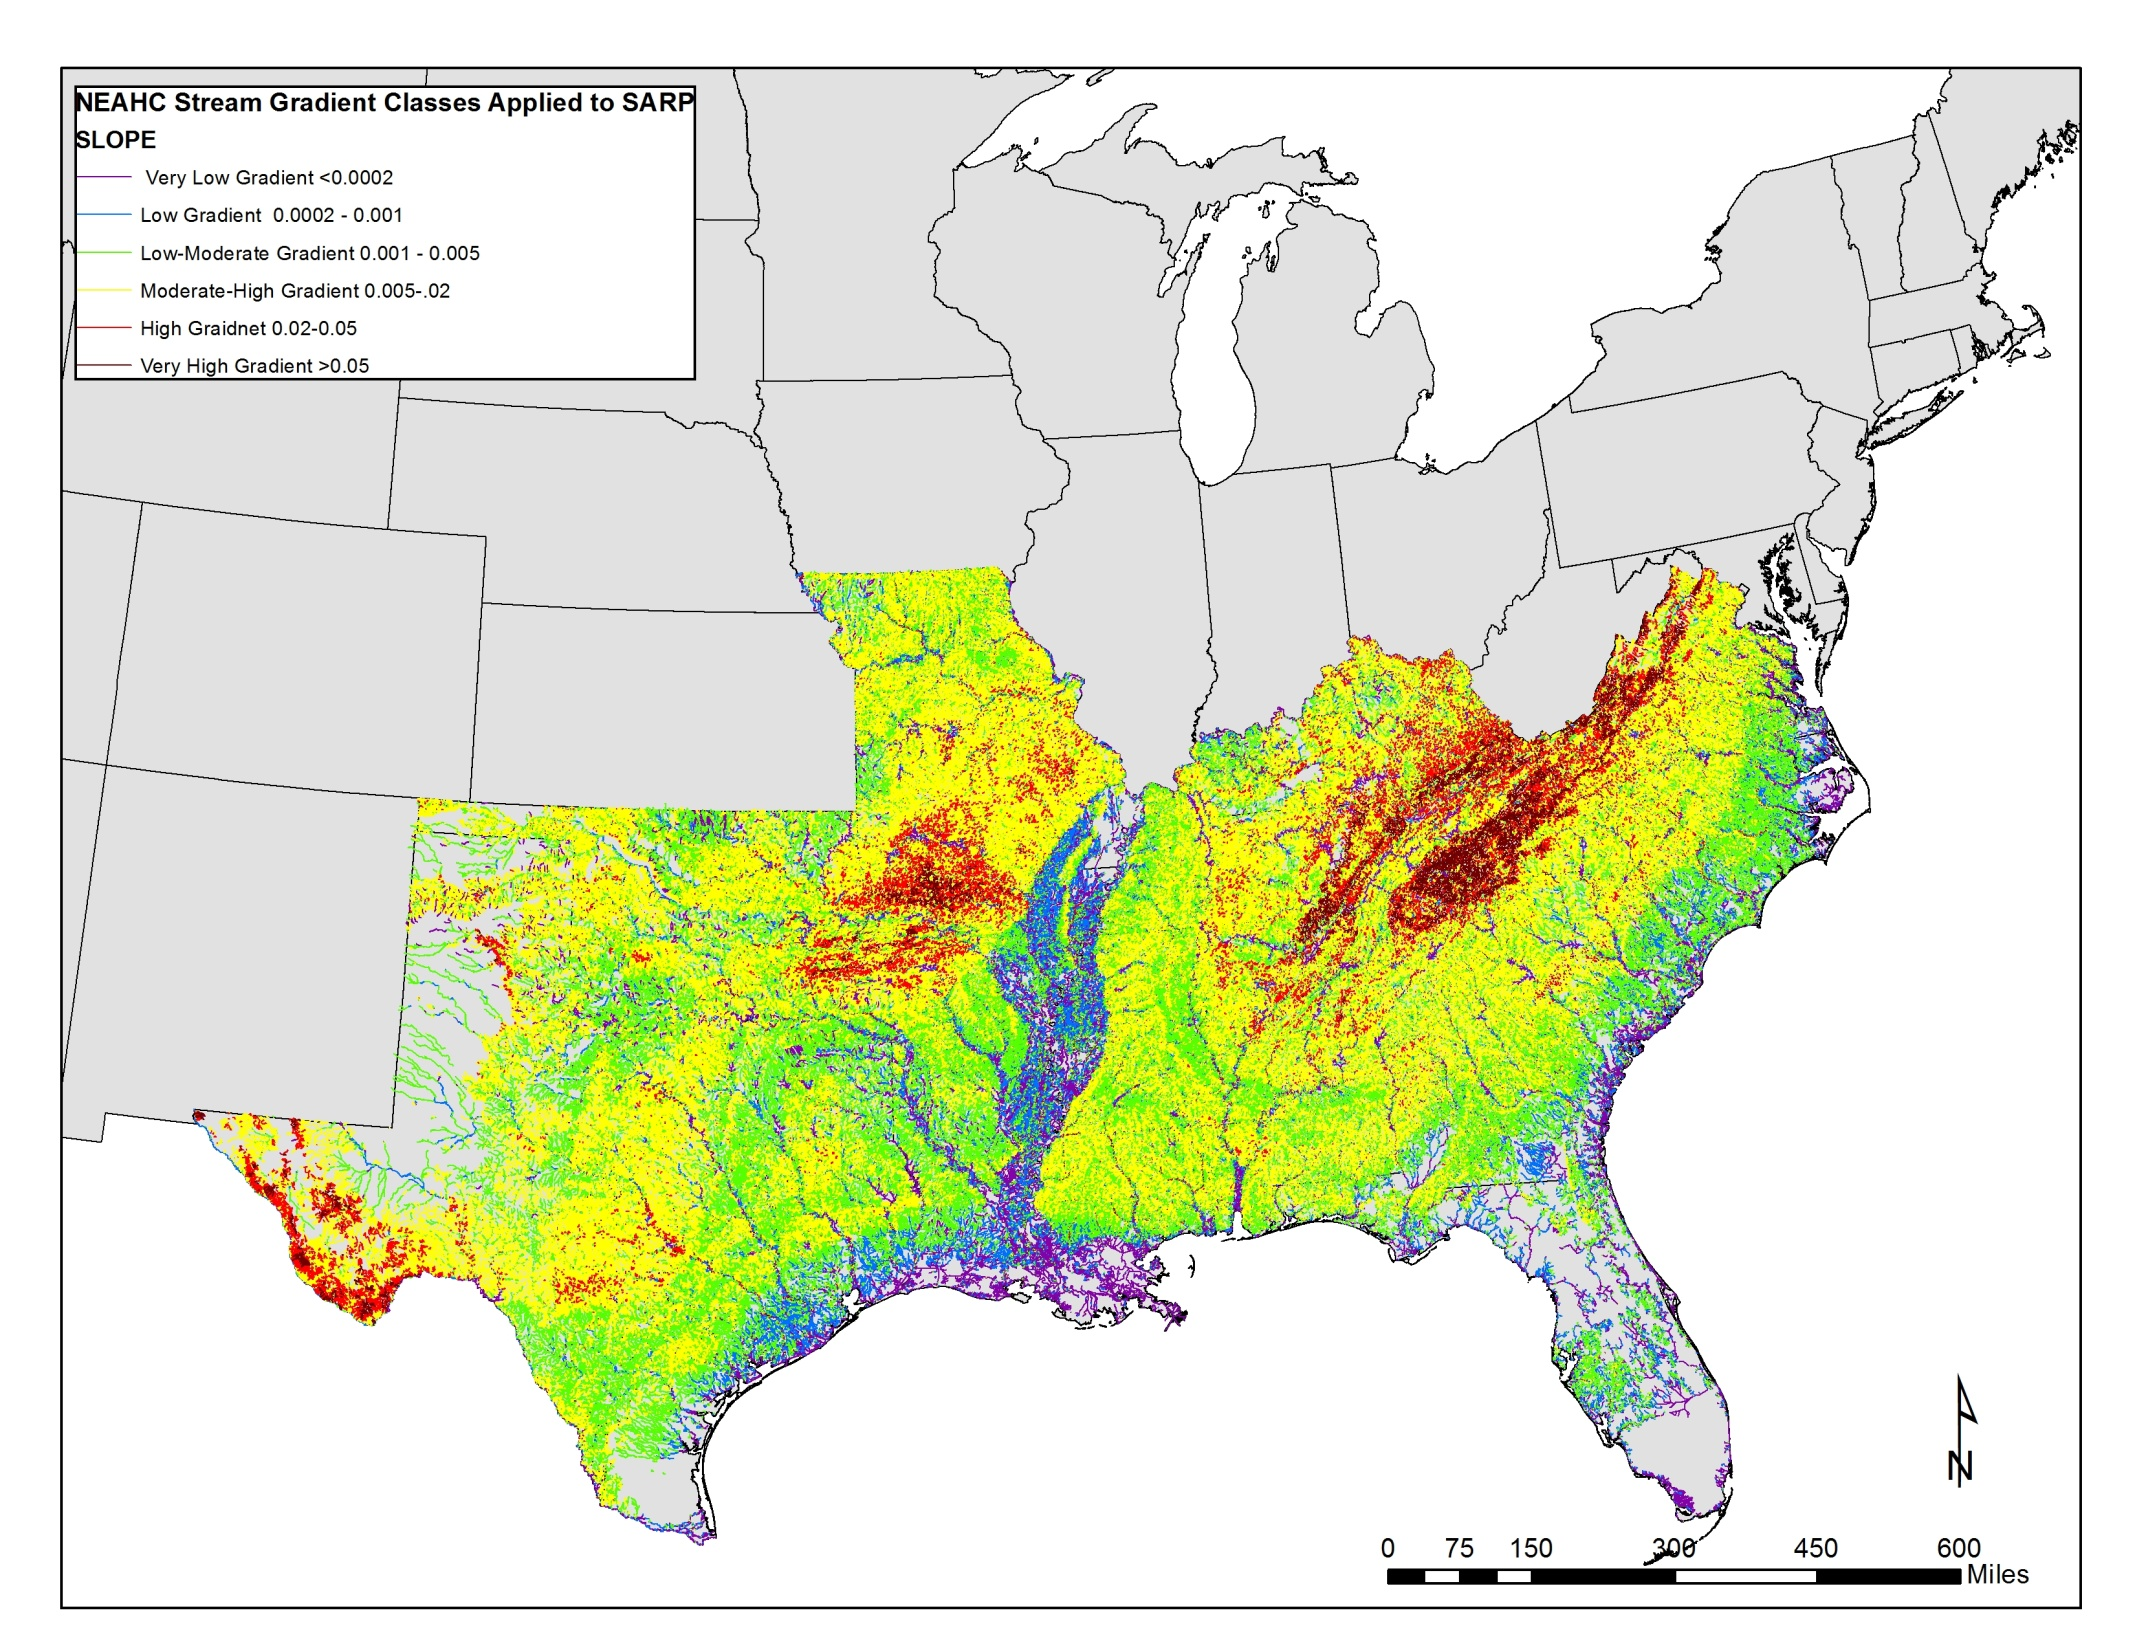 NEAHC Stream Gradient Classes Applied to SARP
SLOPE
Very Low Gradient <0.0002
Low Gradient 0.0002 - 0.001
Low-Moderate Gradient 0.001 - 0.005
Moderate-High Gradient 0.005-.02
High Graidnet 0.02-0.05
Very High Gradient >0.05
N
0 75 150 300 450 600
Miles